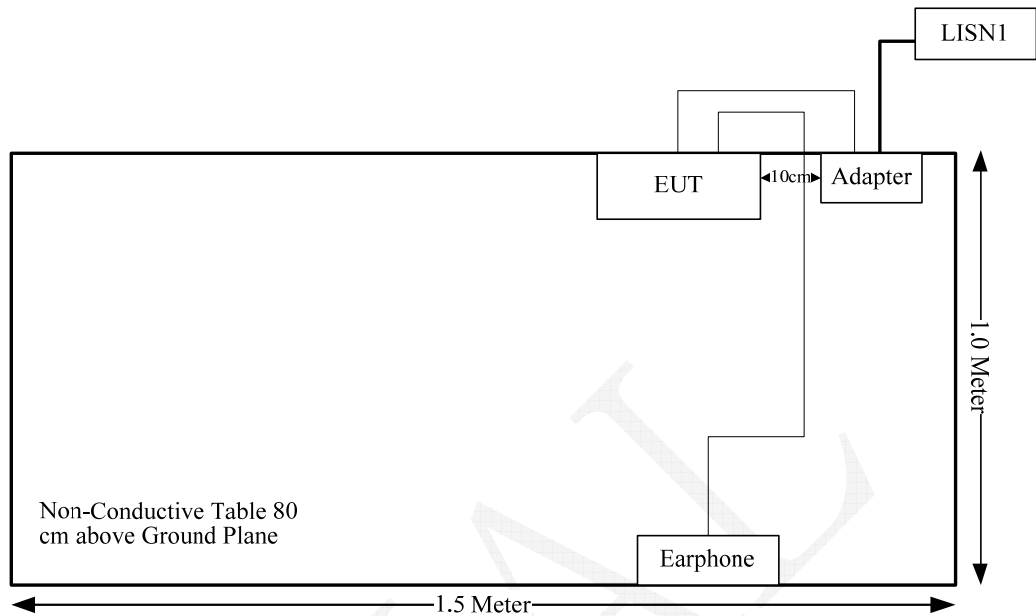 LISN1
EUT
10cm
Adapter
1.0 Meter
Non-Conductive Table 80
cm above Ground Plane
Earphone
1.5 Meter